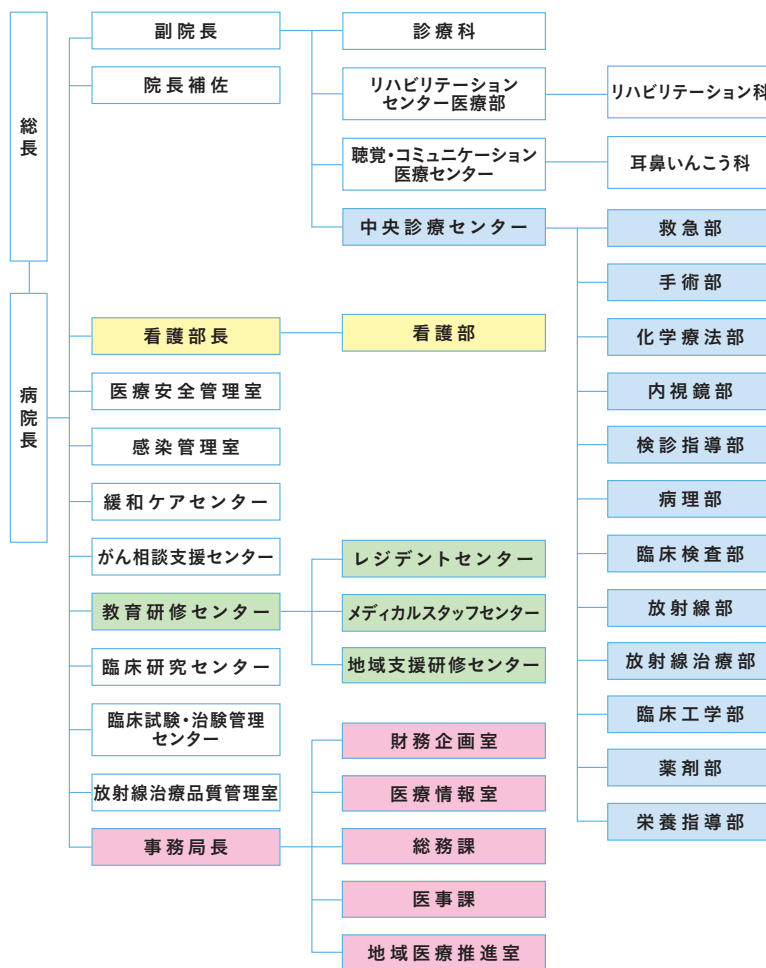 総長
病院長
副院長
院長補佐
看護部長
医療安全管理室
感染管理室
緩和ケアセンター
がん相談支援センター
教育研修センター
臨床研究センター
臨床試験・治験管理
センター
放射線治療品質管理室
事務局長
診療科
リハビリテーション
センター医療部
聴覚・コミュニケーション
医療センター
中央診療センター
看護部
レジデントセンター
メディカルスタッフセンター
地域支援研修センター
財務企画室
医療情報室
総務課
医事課
地域医療推進室
リハビリテーション科
耳鼻いんこう科
救急部
手術部
化学療法部
内視鏡部
検診指導部
病理部
臨床検査部
放射線部
放射線治療部
臨床工学部
薬剤部
栄養指導部